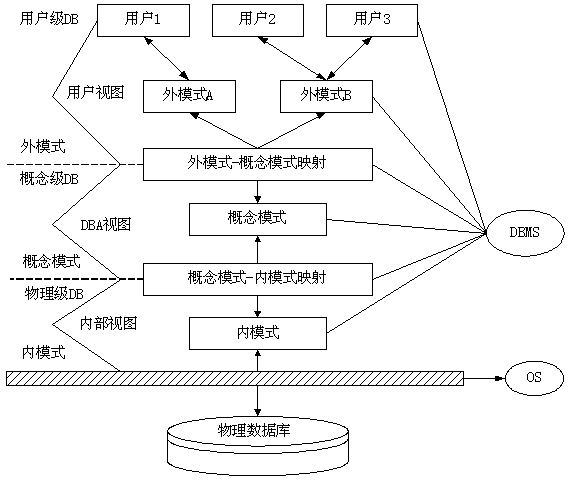 用户级DB
用户1
用户2
用户3
用户视图
外模式A
外模式B
外模式
外模式-概念模式映射
概念级DB
DBA视图
概念模式
DBMS
概念模式
概念模式-内模式映射
物理级DB
内部视图
内模式
内模式
OS
物理数据库